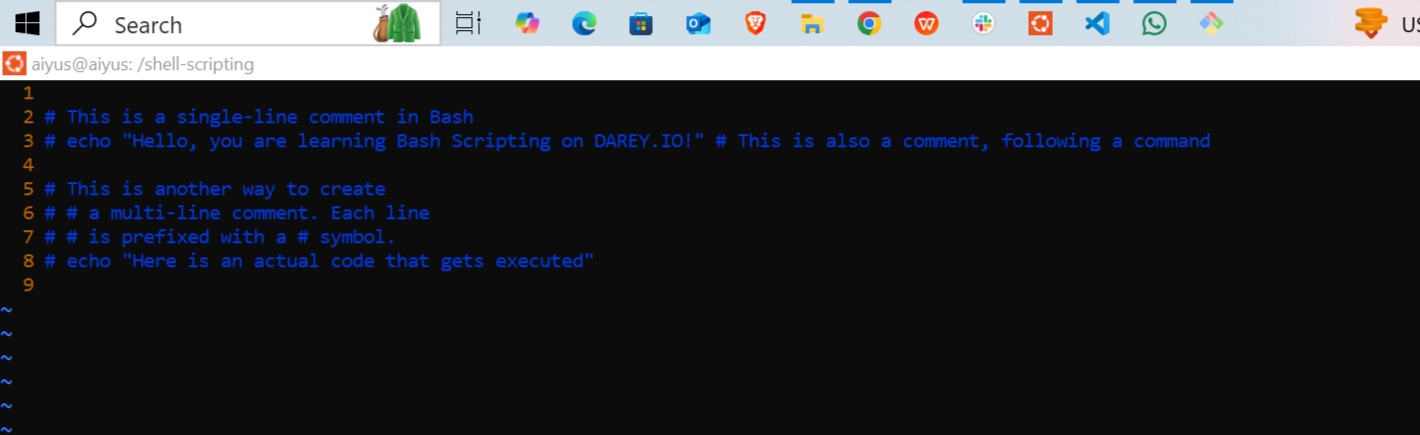 Search
US
aiyus@aiyus: /shell-scripting
1
2 # This is a single-line comment in Bash
3 # echo "Hello, you are learning Bash Scripting on DAREY.IO!" # This is also a comment, following a command
4
5 # This is another way to create
6 # # a multi-line comment. Each line
7 # # is prefixed with a # symbol.
8 # echo "Here is an actual code that gets executed"
9
~
~
~
~
~
~